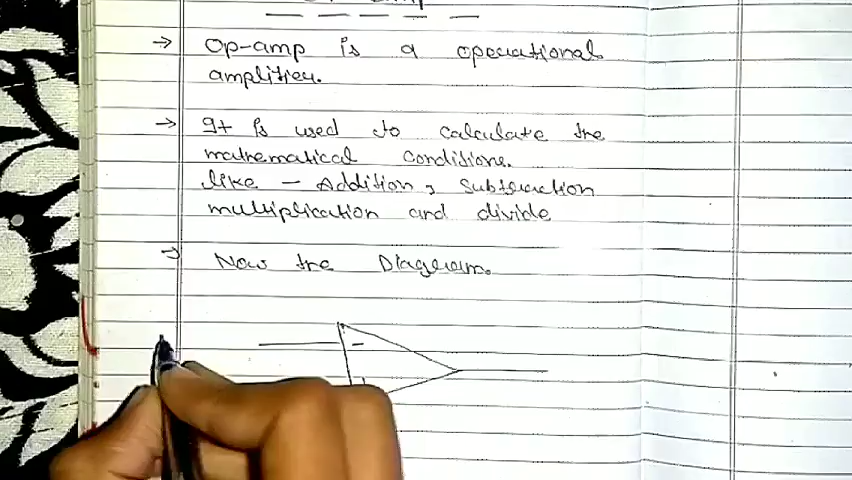 → Op-amp is a operational
amplifier.
→ It is used to calculate the
mathematical conditions.
like - Addition, Subtraction
multiplication and divide
→ Now the Diagram.
-